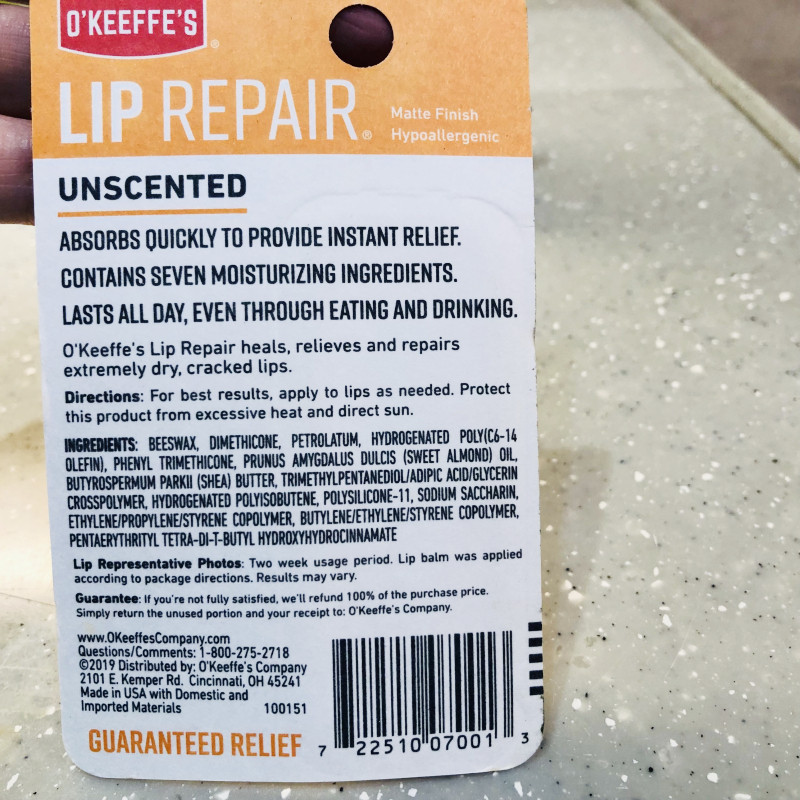 O'KEEFFE'S®
LIP REPAIR®
Matte Finish
Hypoallergenic
UNSCENTED
ABSORBS QUICKLY TO PROVIDE INSTANT RELIEF.
CONTAINS SEVEN MOISTURIZING INGREDIENTS.
LASTS ALL DAY, EVEN THROUGH EATING AND DRINKING.
O'Keeffe's Lip Repair heals, relieves and repairs
extremely dry, cracked lips.
Directions: For best results, apply to lips as needed. Protect
this product from excessive heat and direct sun.
INGREDIENTS: BEESWAX, DIMETHICONE, PETROLATUM, HYDROGENATED POLY(C6-14
OLEFIN), PHENYL TRIMETHICONE, PRUNUS AMYGDALUS DULCIS (SWEET ALMOND) OIL,
BUTYROSPERMUM PARKII (SHEA) BUTTER, TRIMETHYLPENTANEDIOL/ADIPIC ACID/GLYCERIN
CROSSPOLYMER, HYDROGENATED POLYISOBUTENE, POLYSILICONE-11, SODIUM SACCHARIN,
ETHYLENE/PROPYLENE/STYRENE COPOLYMER, BUTYLENE/ETHYLENE/STYRENE COPOLYMER,
PENTAERYTHRITYL TETRA-DI-T-BUTYL HYDROXYHYDROCINNAMATE
Lip Representative Photos: Two week usage period. Lip balm was applied
according to package directions. Results may vary.
Guarantee: If you're not fully satisfied, we'll refund 100% of the purchase price.
Simply return the unused portion and your receipt to: O'Keeffe's Company.
www.OKeeffesCompany.com
Questions/Comments: 1-800-275-2718
©2019 Distributed by: O'Keeffe's Company
2101 E. Kemper Rd. Cincinnati, OH 45241
Made in USA with Domestic and
Imported Materials 100151
GUARANTEED RELIEF
7 22510 07001 3